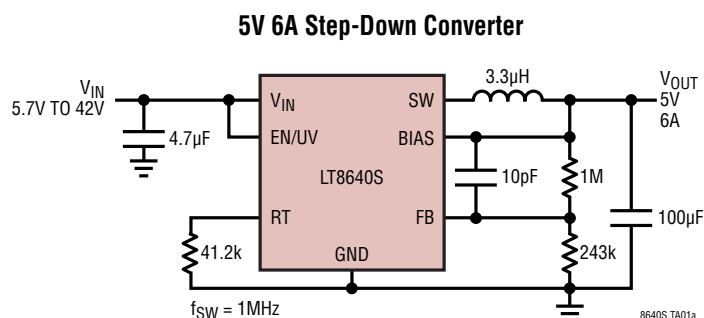 5V 6A Step-Down Converter
VIN
5.7V TO 42V
4.7µF
VIN
EN/UV
RT
LT8640S
SW
BIAS
FB
GND
3.3µH
VOUT
5V
6A
10pF
1M
100µF
243k
41.2k
fSW = 1MHz
8640S TA01a